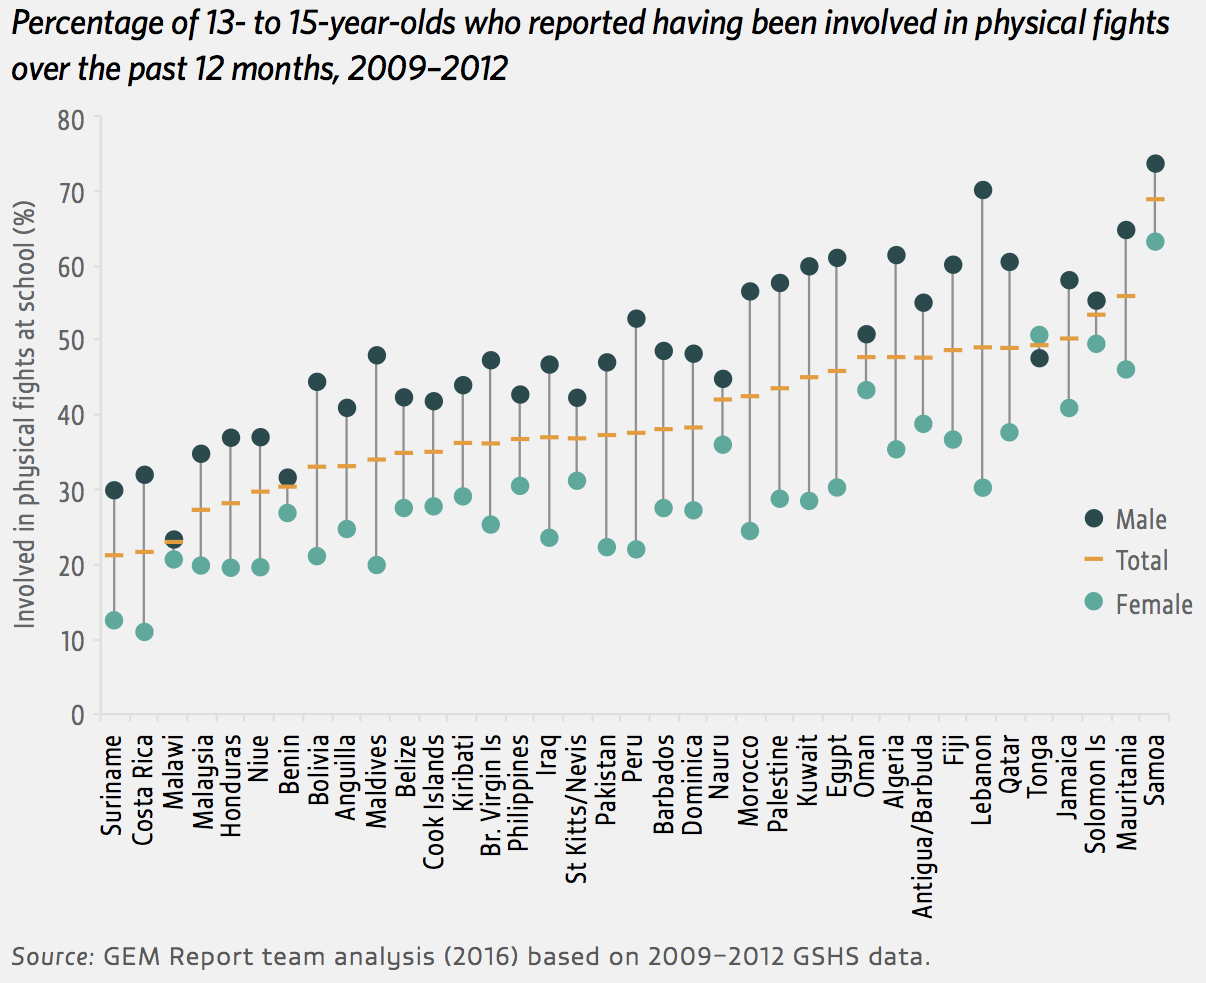 Percentage of 13- to 15-year-olds who reported having been involved in physical fights
over the past 12 months, 2009–2012
Involved in physical fights at school (%)
80
70
60
50
40
30
20
10
0
Male
Total
Female
Suriname
Costa Rica
Malawi
Malaysia
Honduras
Niue
Benin
Bolivia
Anguilla
Maldives
Belize
Cook Islands
Kiribati
Br. Virgin Is
Philippines
Iraq
St Kitts/Nevis
Pakistan
Peru
Barbados
Dominica
Nauru
Morocco
Palestine
Kuwait
Egypt
Oman
Algeria
Antigua/Barbuda
Fiji
Lebanon
Qatar
Tonga
Jamaica
Solomon Is
Mauritania
Samoa
Source: GEM Report team analysis (2016) based on 2009–2012 GSHS data.